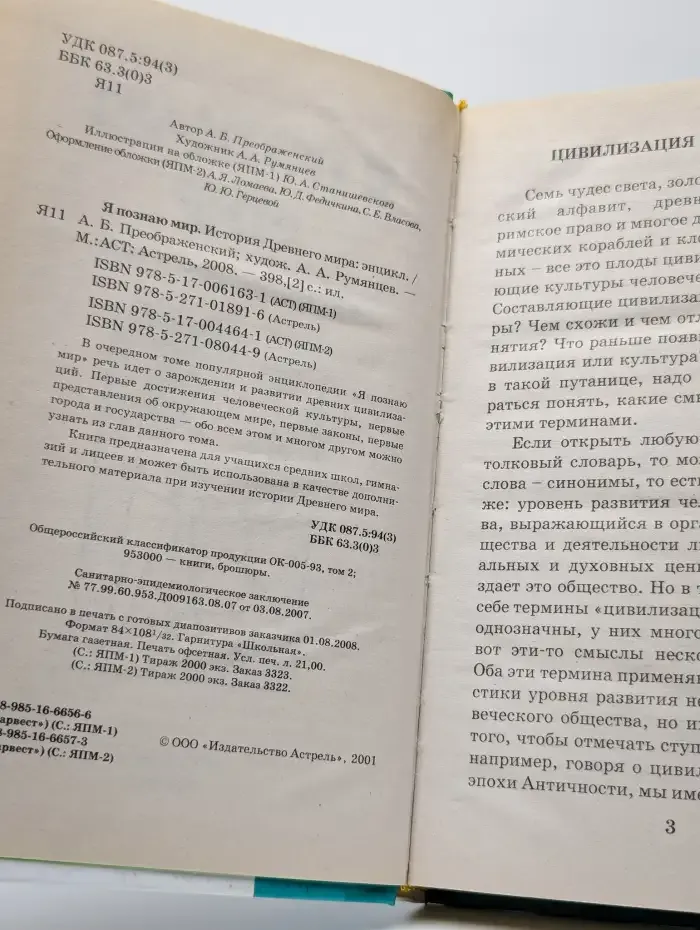 УДК 087.5:94(3)
ББК 63.3(0)3
Я11
Автор А. Б. Преображенский
Художник А. А. Румянцев
Иллюстрации на обложке (ЯПМ-1) Ю. А. Станишевского
Оформление обложки (ЯПМ-2) А.Я. Ломаева, Ю. Д. Федичкина, С. Б. Власова,
Ю. Ю. Герцевой
Я познаю мир. История Древнего мира: энцикл. /
Я11 А. Б. Преображенский; худож. А. А. Румянцев. —
М.:АСТ; Астрель, 2008. — 398,[2] с.: ил.
ISBN 978-5-17-006163-1 (АСТ) (ЯПМ-1)
ISBN 978-5-271-01891-6 (Астрель)
ISBN 978-5-17-004464-1 (АСТ) (ЯПМ-2)
ISBN 978-5-271-08044-9 (Астрель)
В очередном томе популярной энциклопедии «Я познаю
мир» речь идет о зарождении и развитии древних цивилиза-
ций. Первые достижения человеческой культуры, первые
представления об окружающем мире, первые законы, первые
города и государства — обо всем этом и многом другом можно
узнать из глав данного тома.
Книга предназначена для учащихся средних школ, гимна-
зий и лицеев и может быть использована в качестве дополни-
тельного материала при изучении истории Древнего мира.
УДК 087.5:94(3)
ББК 63.3(0)3
Общероссийский классификатор продукции ОК-005-93, том 2;
953000 — книги, брошюры.
Санитарно-эпидемиологическое заключение
№ 77.99.60.953.Д009163.08.07 от 03.08.2007.
Подписано в печать с готовых диапозитивов заказчика 01.08.2008.
Формат 84×108¹/₃₂. Гарнитура «Школьная».
Бумага газетная. Печать офсетная. Усл. печ. л. 21,00.
(С.: ЯПМ-1) Тираж 2000 экз. Заказ 3323.
(С.: ЯПМ-2) Тираж 2000 экз. Заказ 3322.
8-985-16-6656-6
арвест») (С.: ЯПМ-1)
8-985-16-6657-3
рвест») (С.: ЯПМ-2)
© ООО «Издательство Астрель», 2001
ЦИВИЛИЗАЦИЯ
Семь чудес света, золо
ский алфавит, древн
римское право и многое д
мических кораблей и кло
ных – все это плоды циви
ющие культуры человече
Составляющие цивилиза
ры? Чем схожи и чем отл
нятия? Что раньше появи
вилизация или культура
в такой путанице, надо
раться понять, какие смы
этими терминами.
Если открыть любую
толковый словарь, то мо
слова – синонимы, то ест
же: уровень развития чел
ва, выражающийся в орга
щества и деятельности л
альных и духовных цен
здает это общество. Но в т
себе термины «цивилизац
однозначны, у них много
вот эти-то смыслы неско
Оба эти термина применя
стики уровня развития не
веческого общества, но и
того, чтобы отмечать ступ
например, говоря о циви
эпохи Античности, мы име
3